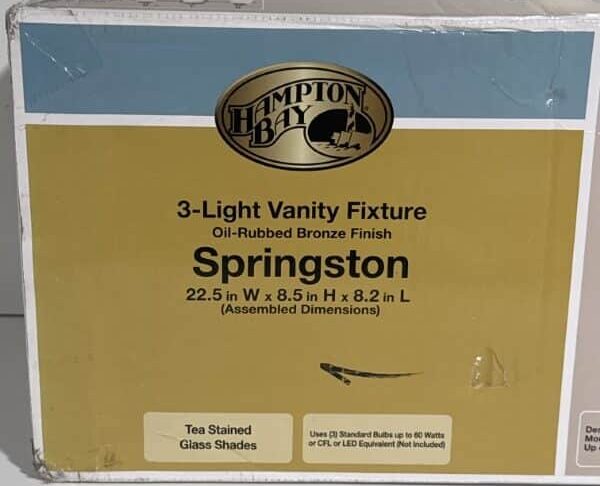 HAMPTON
BAY
3-Light Vanity Fixture
Oil-Rubbed Bronze Finish
Springston
22.5 in W x 8.5 in H x 8.2 in L
(Assembled Dimensions)
Tea Stained
Glass Shades
Uses (3) Standard Bulbs up to 60 Watts
or CFL or LED Equivalent (Not Included)
Up